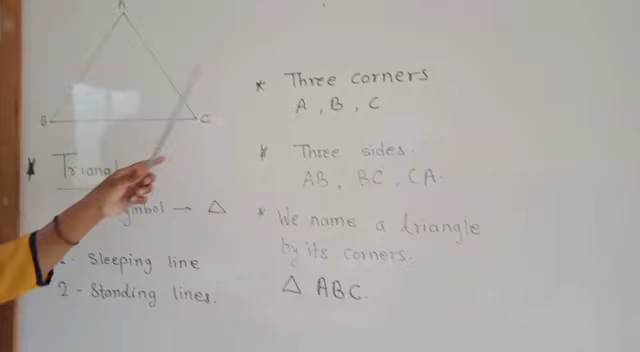 A
B
C
* Triangl
ymbol → △
sleeping line
2 - Standing lines.
* Three corners
A , B , C
* Three sides.
AB, BC, CA.
* We name a triangle
by its corners.
△ ABC.